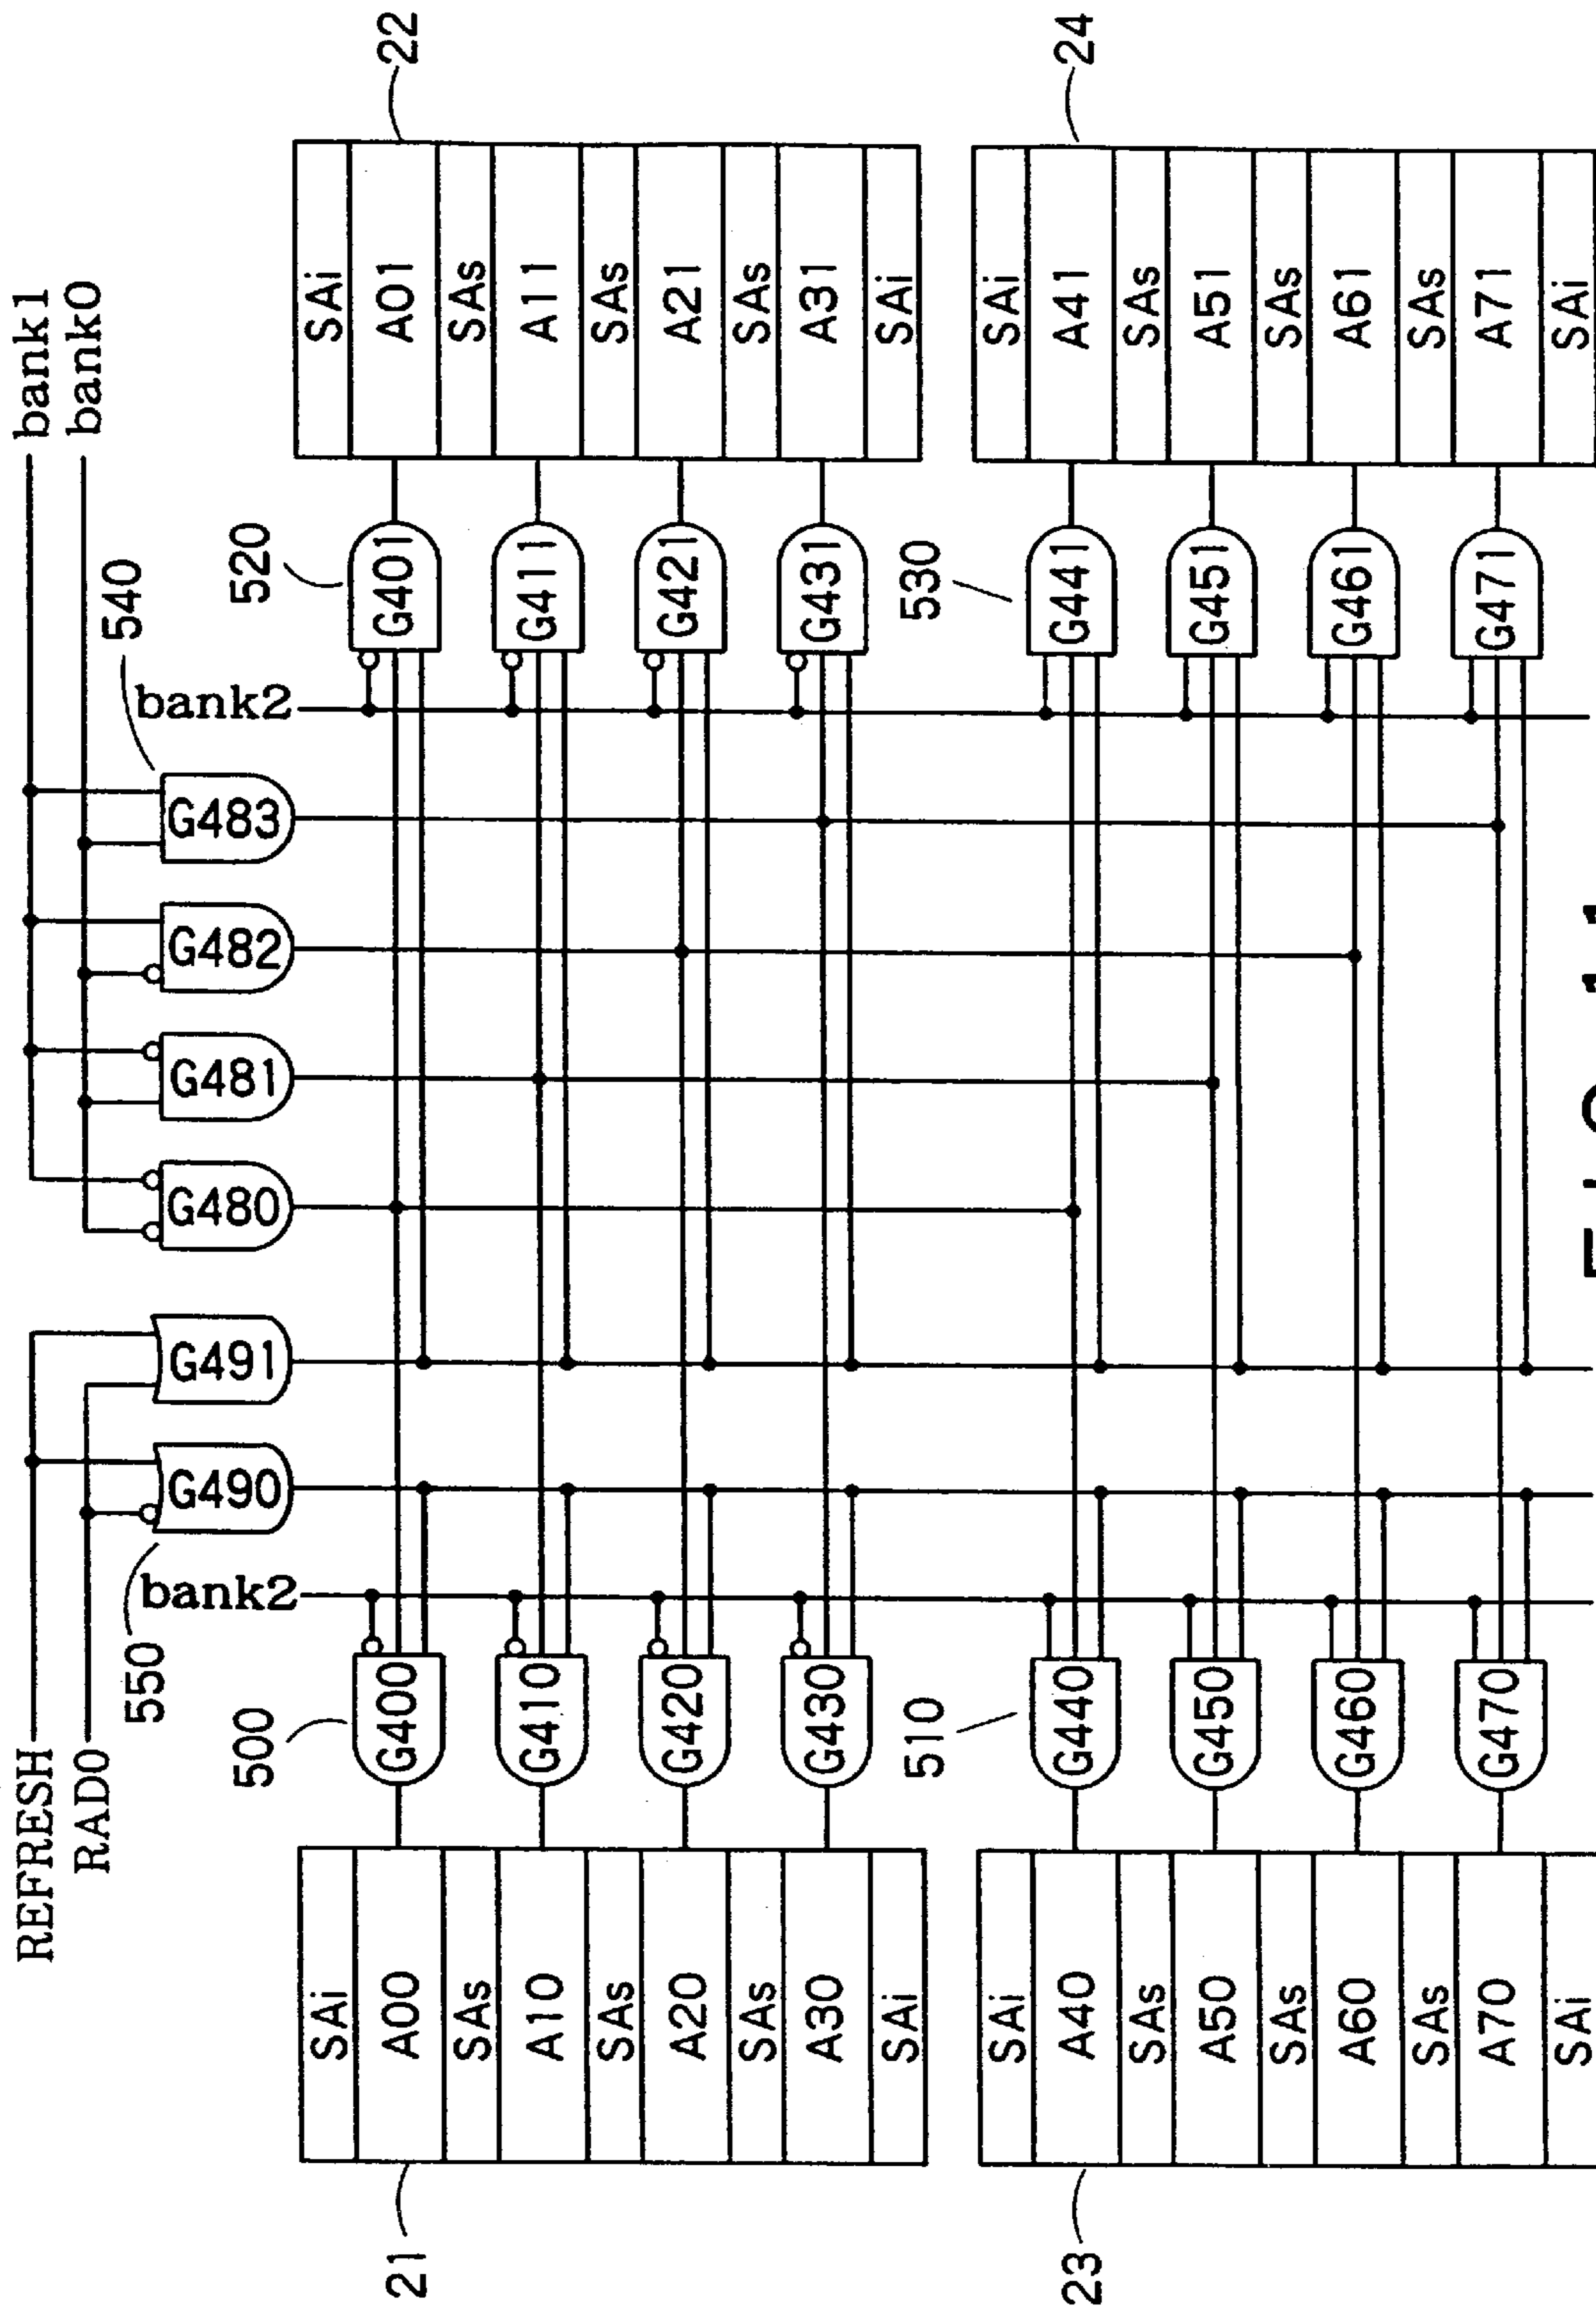 REFRESH
RAD0
bank1
bank0
550
540
G490
G491
G480
G481
G482
G483
bank2
bank2
500
520
21
22
SAi
A00
SAs
A10
SAs
A20
SAs
A30
SAi
G400
G410
G420
G430
G401
G411
G421
G431
SAi
A01
SAs
A11
SAs
A21
SAs
A31
SAi
510
530
23
24
SAi
A40
SAs
A50
SAs
A60
SAs
A70
SAi
G440
G450
G460
G470
G441
G451
G461
G471
SAi
A41
SAs
A51
SAs
A61
SAs
A71
SAi